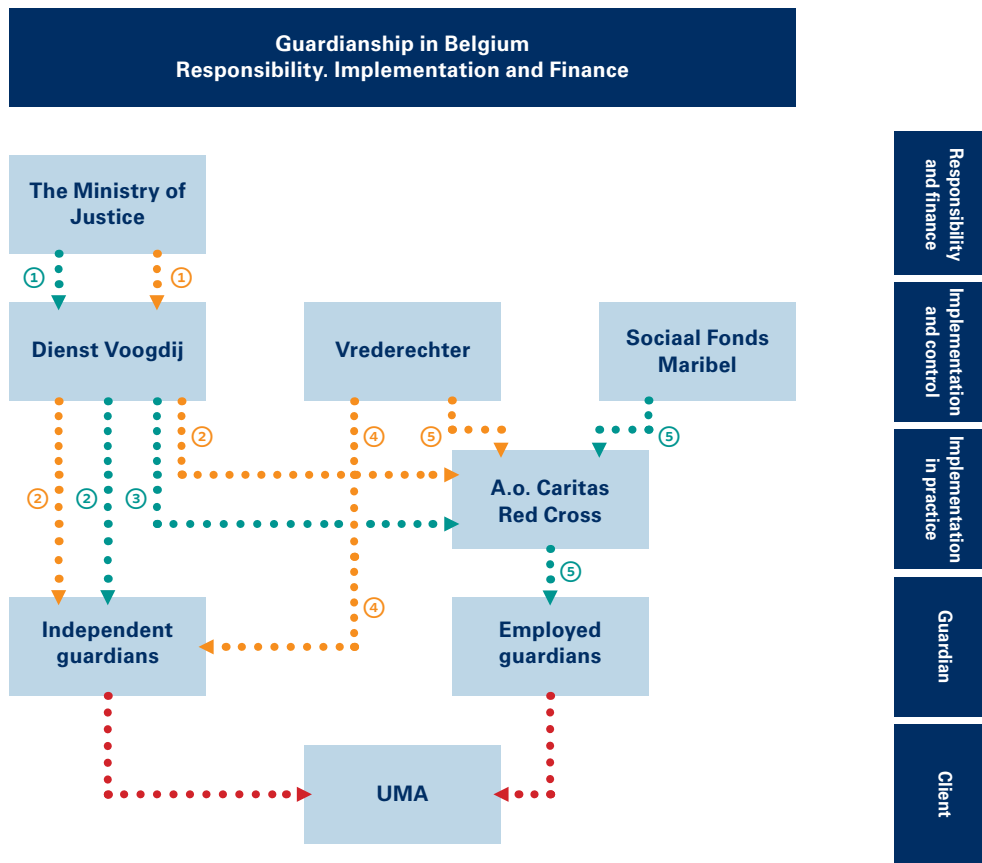 Guardianship in Belgium
Responsibility. Implementation and Finance
Responsibility
and finance
The Ministry of
Justice
1
1
Implementation
and control
Dienst Voogdij
Vrederechter
Sociaal Fonds
Maribel
2
4
5
5
Implementation
in practice
A.o. Caritas
Red Cross
2
2
3
5
4
Guardian
Independent
guardians
Employed
guardians
Client
UMA